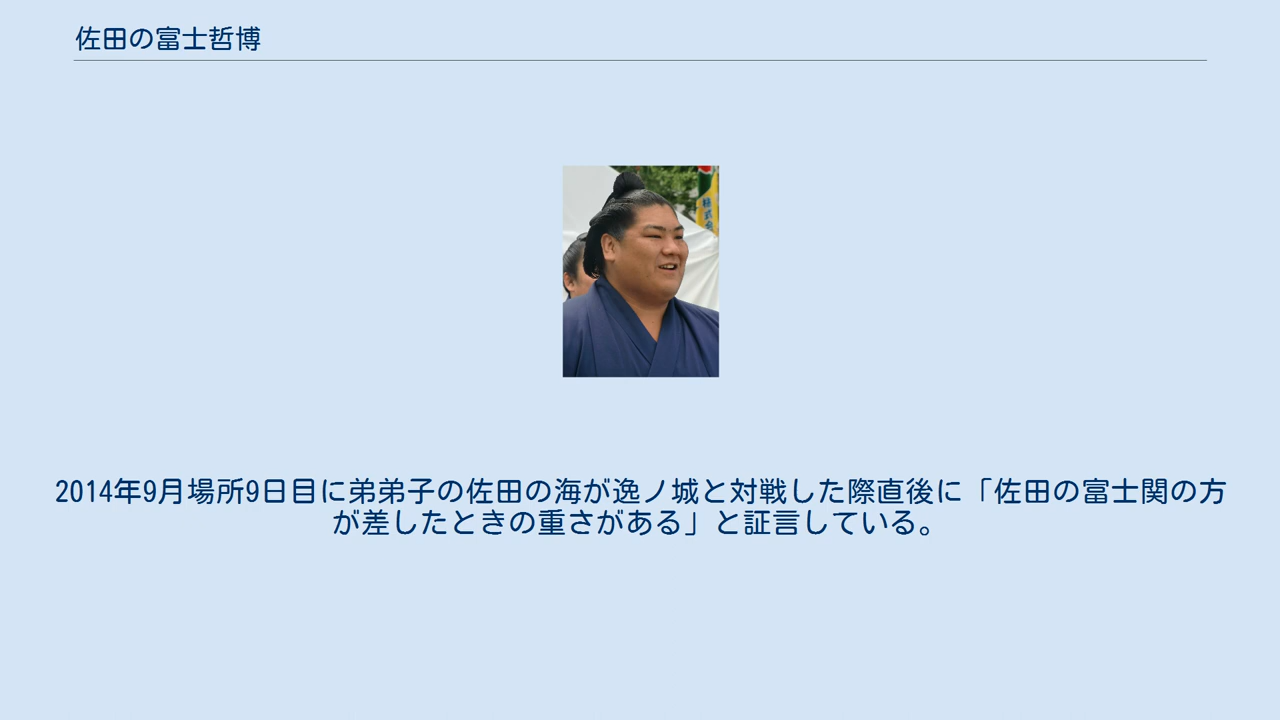 佐田の富士哲博
株式会
2014年9月場所9日目に弟弟子の佐田の海が逸ノ城と対戦した際直後に「佐田の富士関の方
が差したときの重さがある」と証言している。